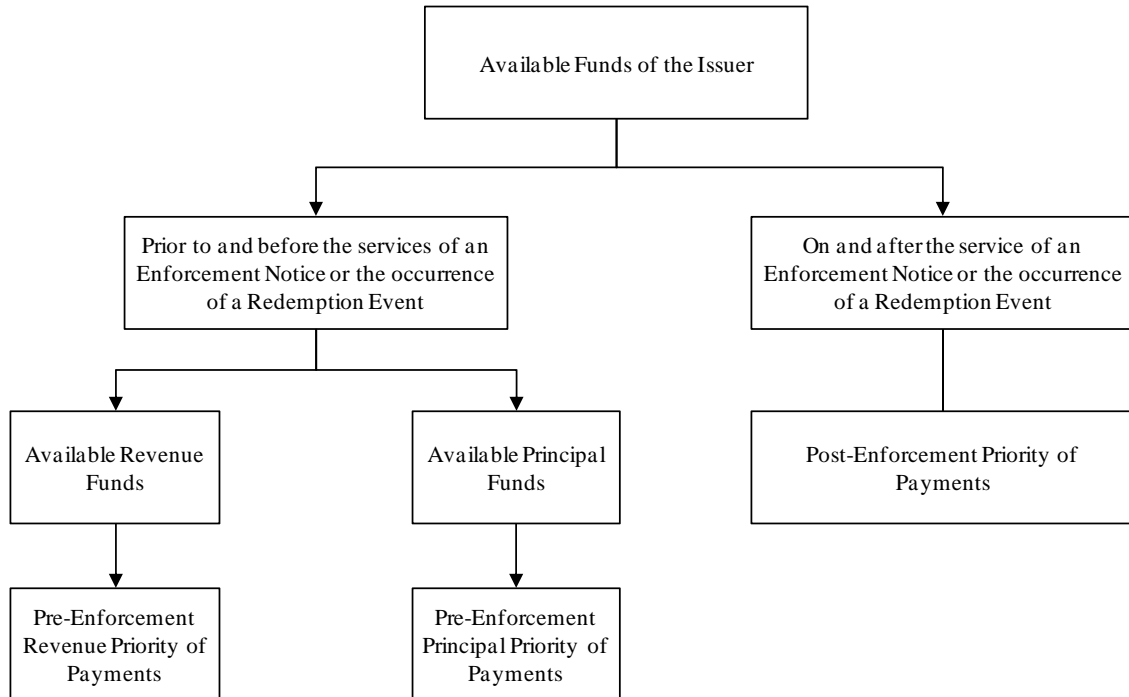 Available Funds of the Issuer
Prior to and before the services of an
Enforcement Notice or the occurrence
of a Redemption Event
On and after the service of an
Enforcement Notice or the occurrence
of a Redemption Event
Available Revenue
Funds
Available Principal
Funds
Post-Enforcement Priority of
Payments
Pre-Enforcement
Revenue Priority of
Payments
Pre-Enforcement
Principal Priority of
Payments